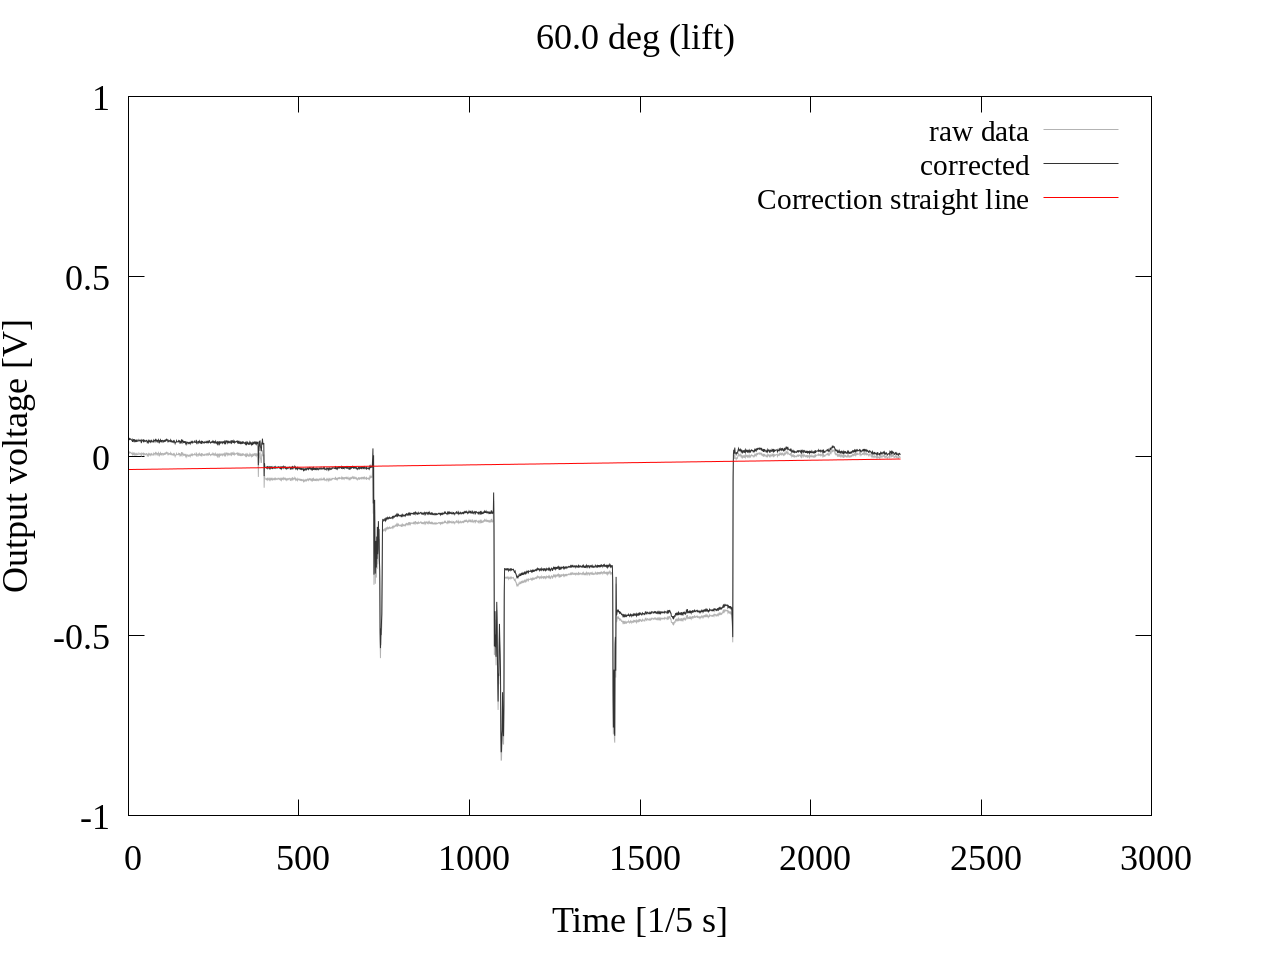 60.0 deg (lift)
1
0.5
0
-0.5
-1
Output voltage [V]
raw data
corrected
Correction straight line
0 500 1000 1500 2000 2500 3000
Time [1/5 s]